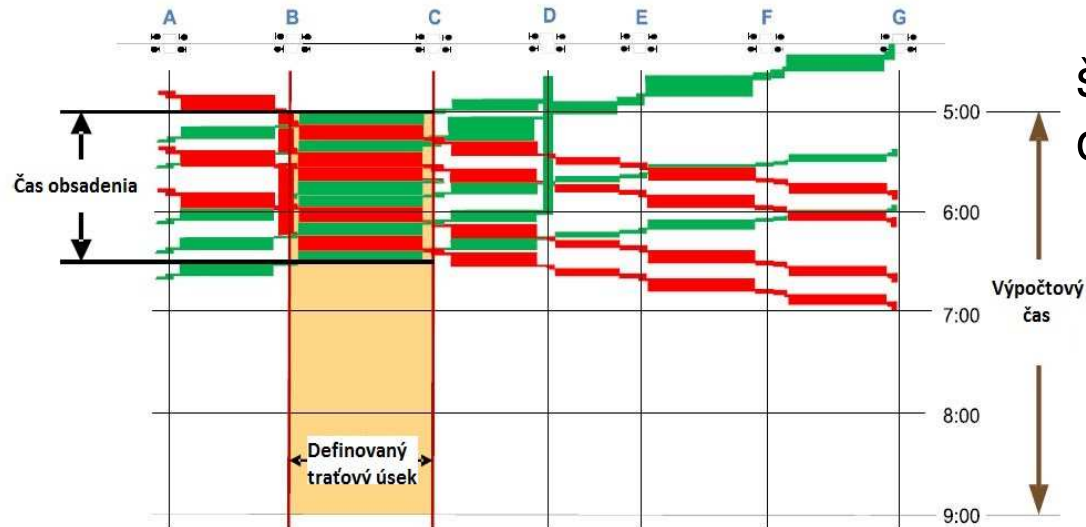 A B C D E F G
5:00
Čas obsadenia
6:00
Výpočtový
čas
7:00
8:00
Definovaný
traťový úsek
9:00